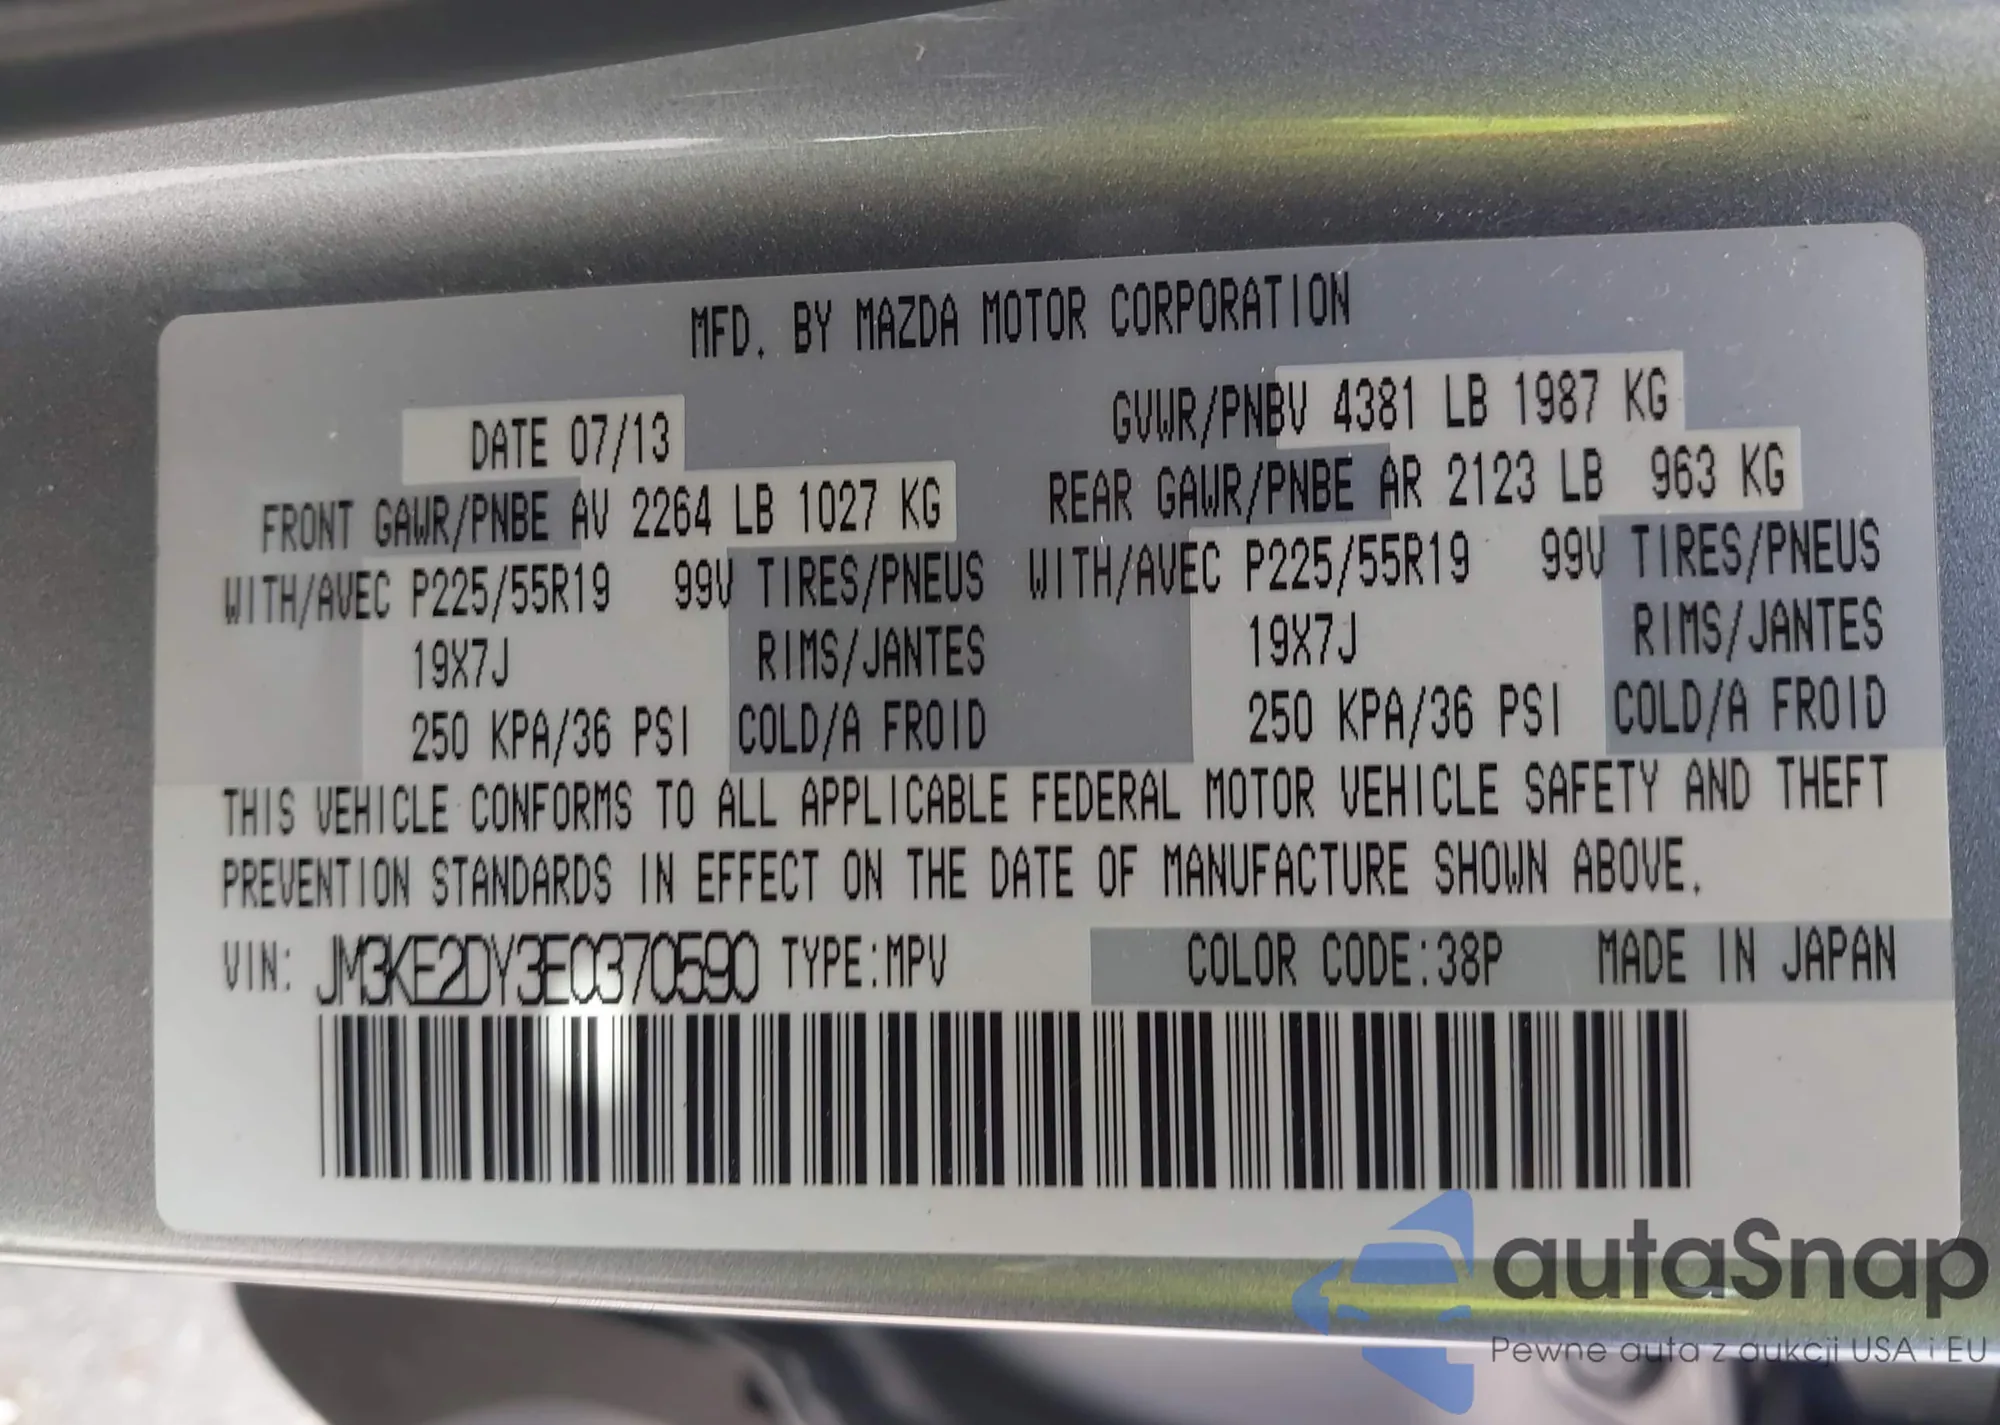 MFD. BY MAZDA MOTOR CORPORATION
DATE 07/13 GVWR/PNBV 4381 LB 1987 KG
FRONT GAWR/PNBE AV 2264 LB 1027 KG REAR GAWR/PNBE AR 2123 LB 963 KG
WITH/AVEC P225/55R19 99V TIRES/PNEUS WITH/AVEC P225/55R19 99V TIRES/PNEUS
19X7J RIMS/JANTES 19X7J RIMS/JANTES
250 KPA/36 PSI COLD/A FROID 250 KPA/36 PSI COLD/A FROID
THIS VEHICLE CONFORMS TO ALL APPLICABLE FEDERAL MOTOR VEHICLE SAFETY AND THEFT
PREVENTION STANDARDS IN EFFECT ON THE DATE OF MANUFACTURE SHOWN ABOVE.
VIN: JM3KE2DY3E0370590 TYPE:MPV COLOR CODE:38P MADE IN JAPAN
autaSnap
Pewne auta z aukcji USA i EU